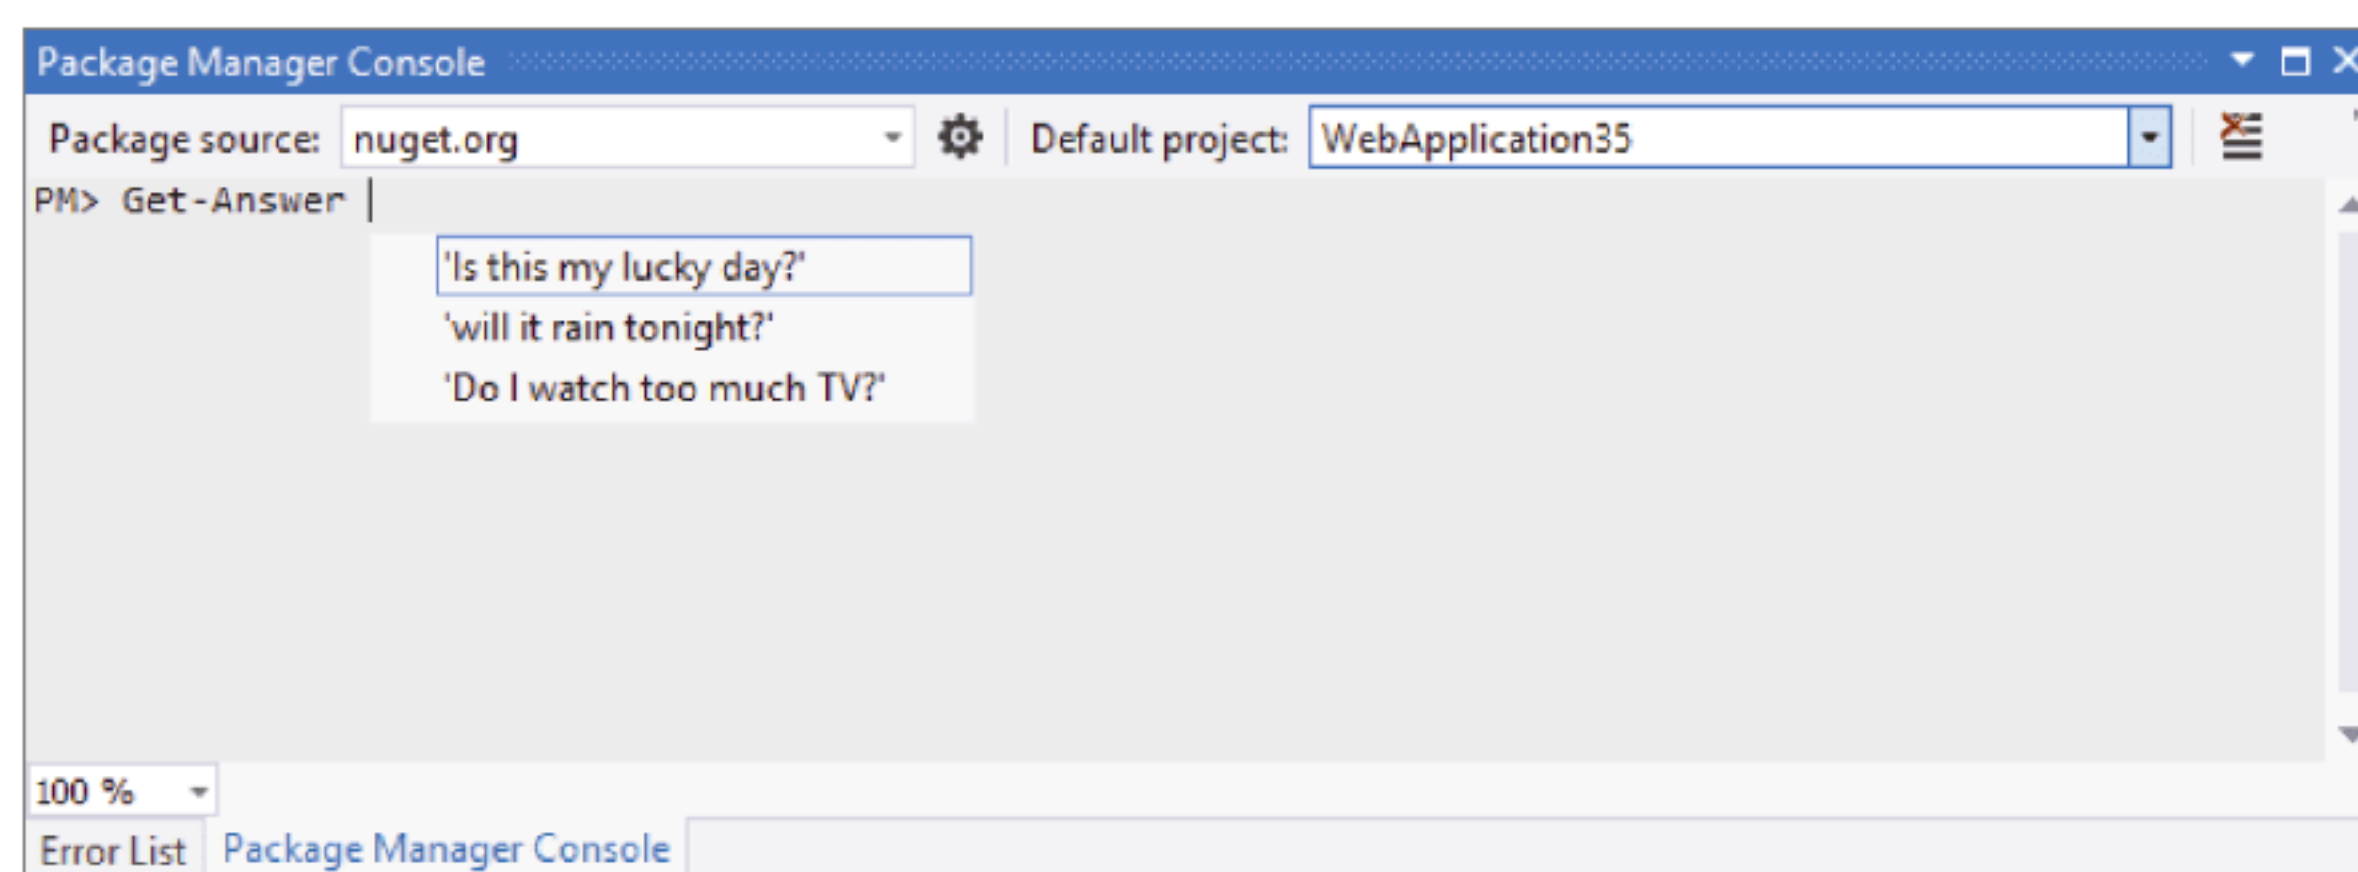 Package Manager Console
Package source: nuget.org Default project: WebApplication35
PM> Get-Answer
'Is this my lucky day?'
'will it rain tonight?'
'Do I watch too much TV?'
100 %
Error List Package Manager Console